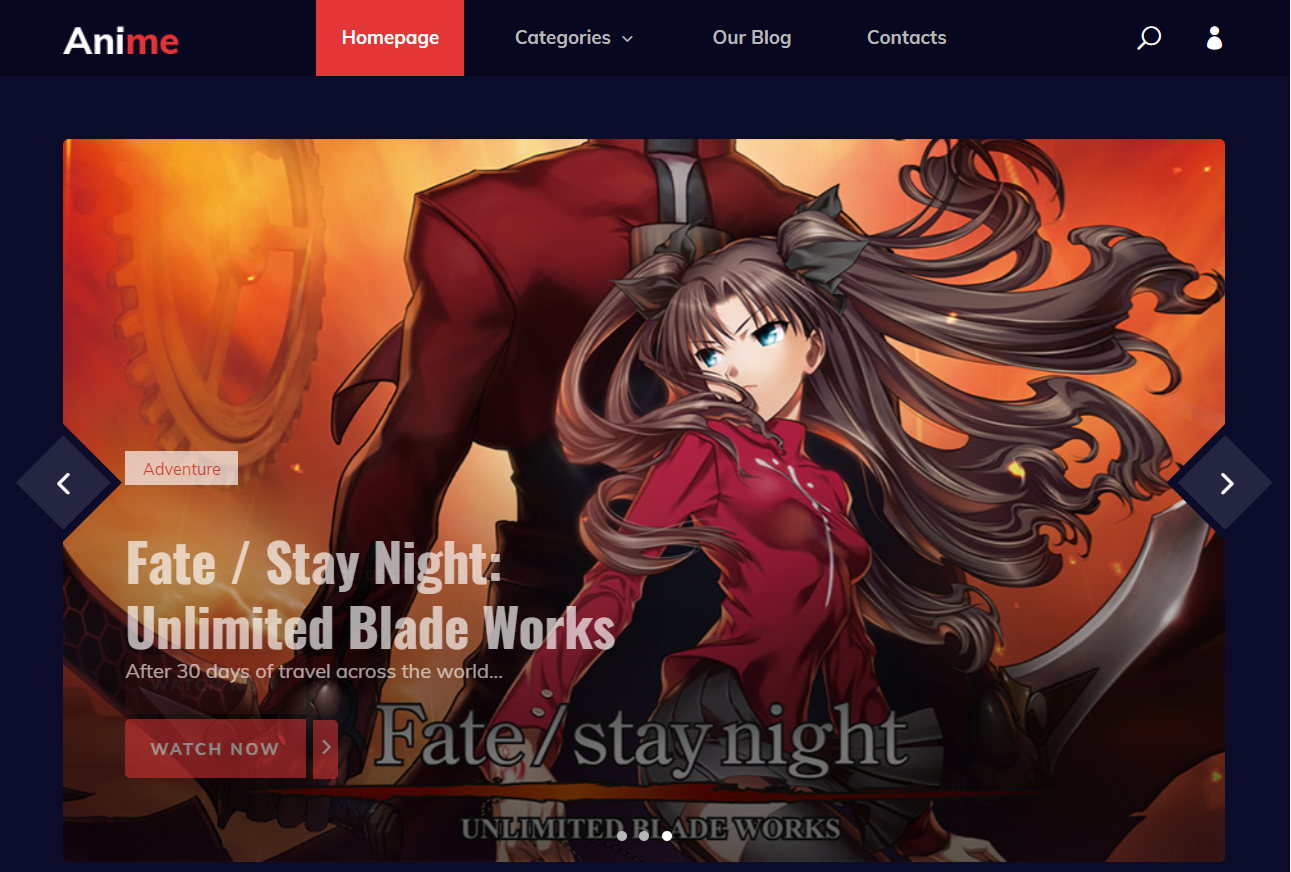 Anime
Homepage
Categories
Our Blog
Contacts
Adventure
Fate / Stay Night:
Unlimited Blade Works
After 30 days of travel across the world...
WATCH NOW
Fate/stay night
UNLIMITED BLADE WORKS